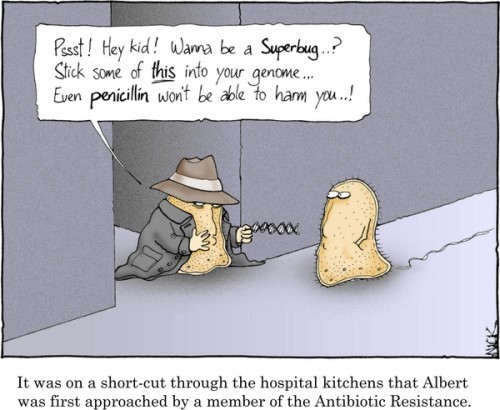 Pssst! Hey kid! Wanna be a Superbug..?
Stick some of this into your genome...
Even penicillin won't be able to harm you..!
NICK
It was on a short-cut through the hospital kitchens that Albert
was first approached by a member of the Antibiotic Resistance.